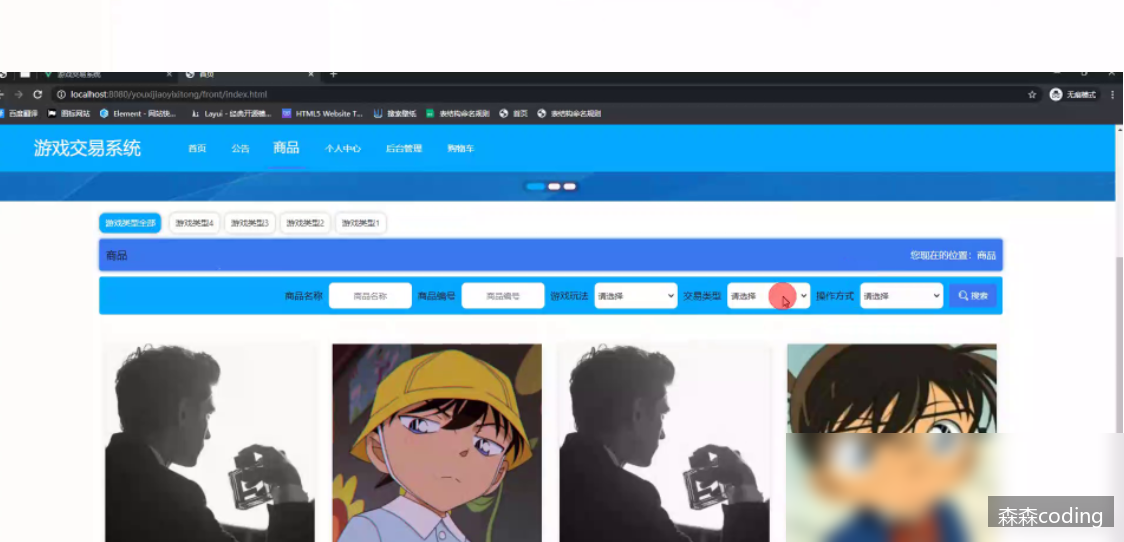 游戏交易系统 首页
localhost:8080/youxijiaoyixitong/front/index.html 无痕模式
百度翻译 图标网站 Element - 网站快... Layui - 经典开源模... HTML5 Website T... 搜索壁纸 表结构命名规则 首页 表结构命名规则
游戏交易系统 首页 公告 商品 个人中心 后台管理 购物车
游戏类型全部 游戏类型4 游戏类型3 游戏类型2 游戏类型1
商品 您现在的位置：商品
商品名称 商品名称 商品编号 商品编号 游戏玩法 请选择 交易类型 请选择 操作方式 请选择 搜索
森森coding